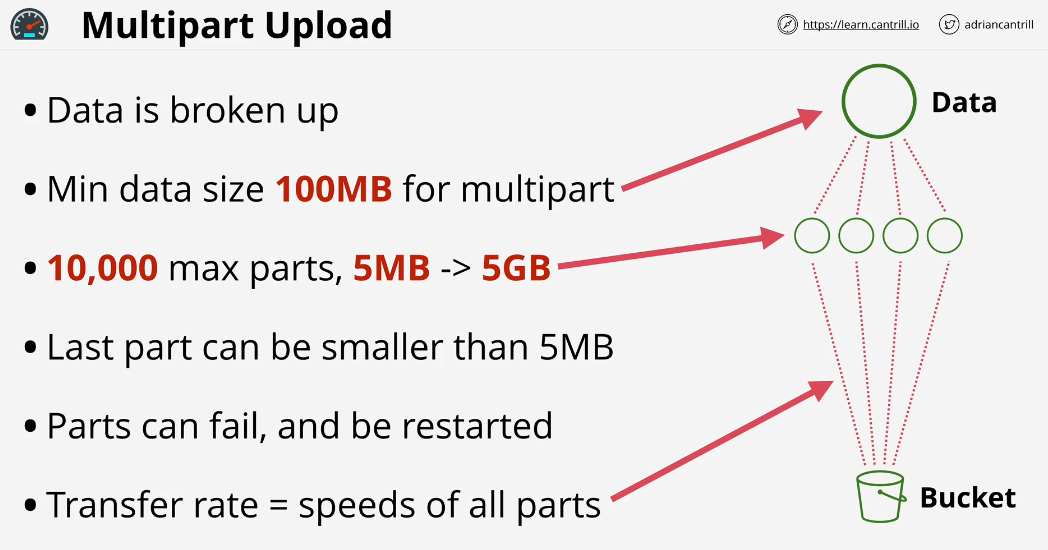 Multipart Upload
https://learn.cantrill.io
adriancantrill
• Data is broken up
• Min data size 100MB for multipart
• 10,000 max parts, 5MB -> 5GB
• Last part can be smaller than 5MB
• Parts can fail, and be restarted
• Transfer rate = speeds of all parts
Data
Bucket